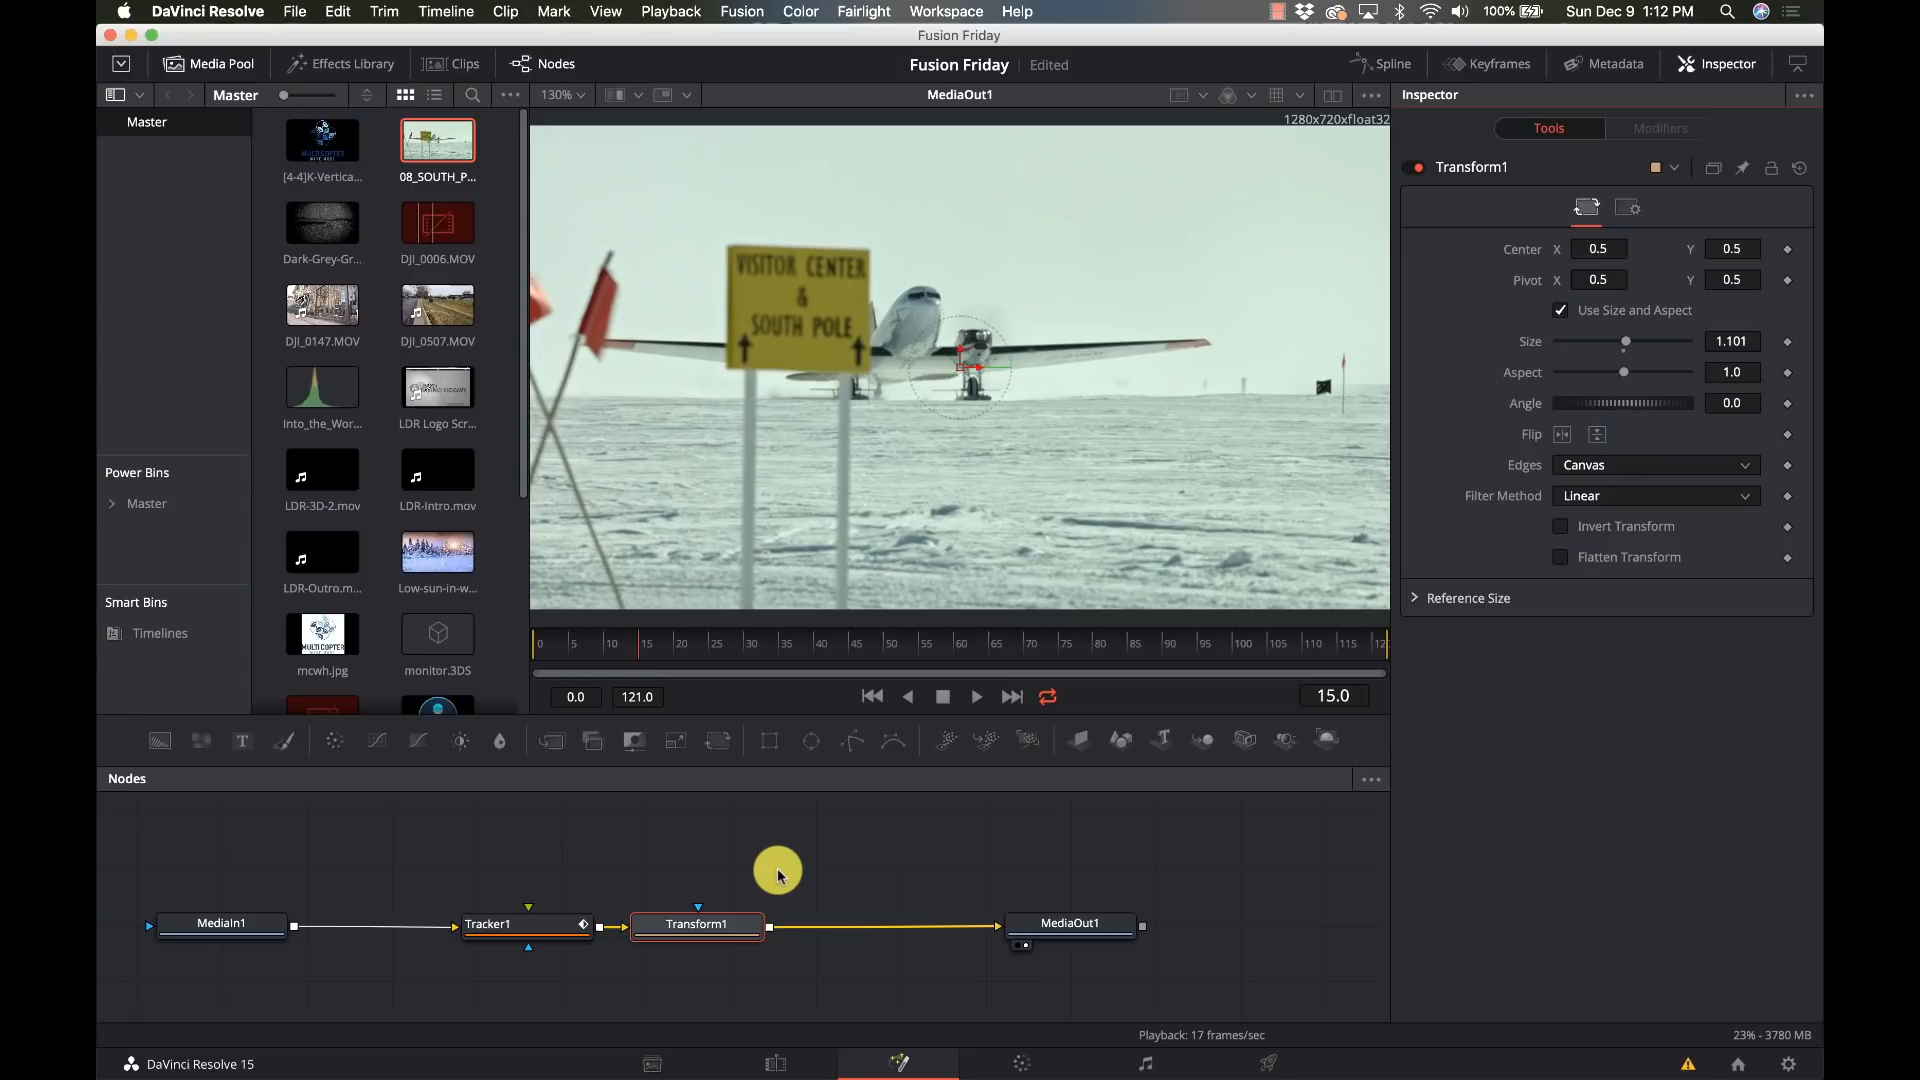 DaVinci Resolve File Edit Trim Timeline Clip Mark View Playback Fusion Color Fairlight Workspace Help 100% Sun Dec 9 1:12 PM
Fusion Friday
Media Pool Effects Library Clips Nodes Fusion Friday Edited Spline Keyframes Metadata Inspector
Master 130% MediaOut1 Inspector
Master
1280x720xfloat32
Tools Modifiers
[4-4]K-Vertica... 08_SOUTH_P...
Transform1
Dark-Grey-Gr... DJI_0006.MOV
VISITOR CENTER
&
SOUTH POLE
Center X 0.5 Y 0.5
Pivot X 0.5 Y 0.5
Use Size and Aspect
DJI_0147.MOV DJI_0507.MOV
Size 1.101
Aspect 1.0
Angle 0.0
Into_the_Wor... LDR Logo Scr...
Flip
Edges Canvas
Power Bins
Master
LDR-3D-2.mov LDR-Intro.mov
Filter Method Linear
Invert Transform
Flatten Transform
LDR-Outro.m... Low-sun-in-w...
Smart Bins
Timelines
Reference Size
MULTI COPTER
mcwh.jpg monitor.3DS
0 5 10 15 20 25 30 35 40 45 50 55 60 65 70 75 80 85 90 95 100 105 110 115 12
0.0 121.0 15.0
T
Nodes
MediaIn1 Tracker1 Transform1 MediaOut1
Playback: 17 frames/sec 23% - 3780 MB
DaVinci Resolve 15